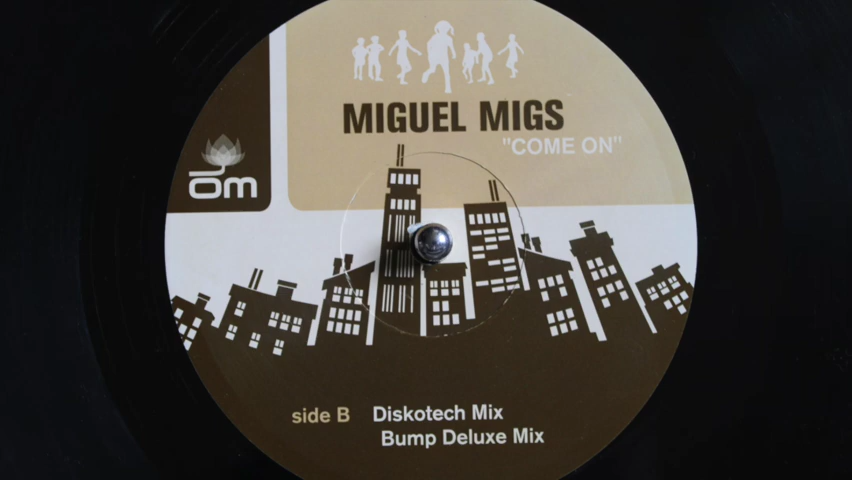 MIGUEL MIGS
"COME ON"
om
side B Diskotech Mix
Bump Deluxe Mix